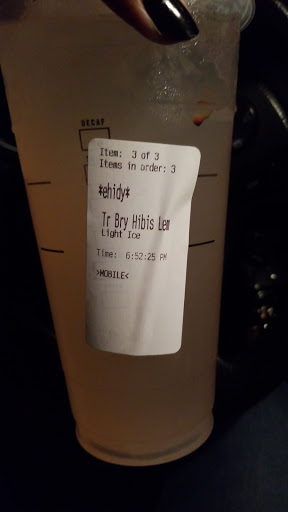 DECAF
Item: 3 of 3
Items in order: 3
*ehidy*
Tr Bry Hibis Lem
Light Ice
Time: 6:52:25 PM
>MOBILE<